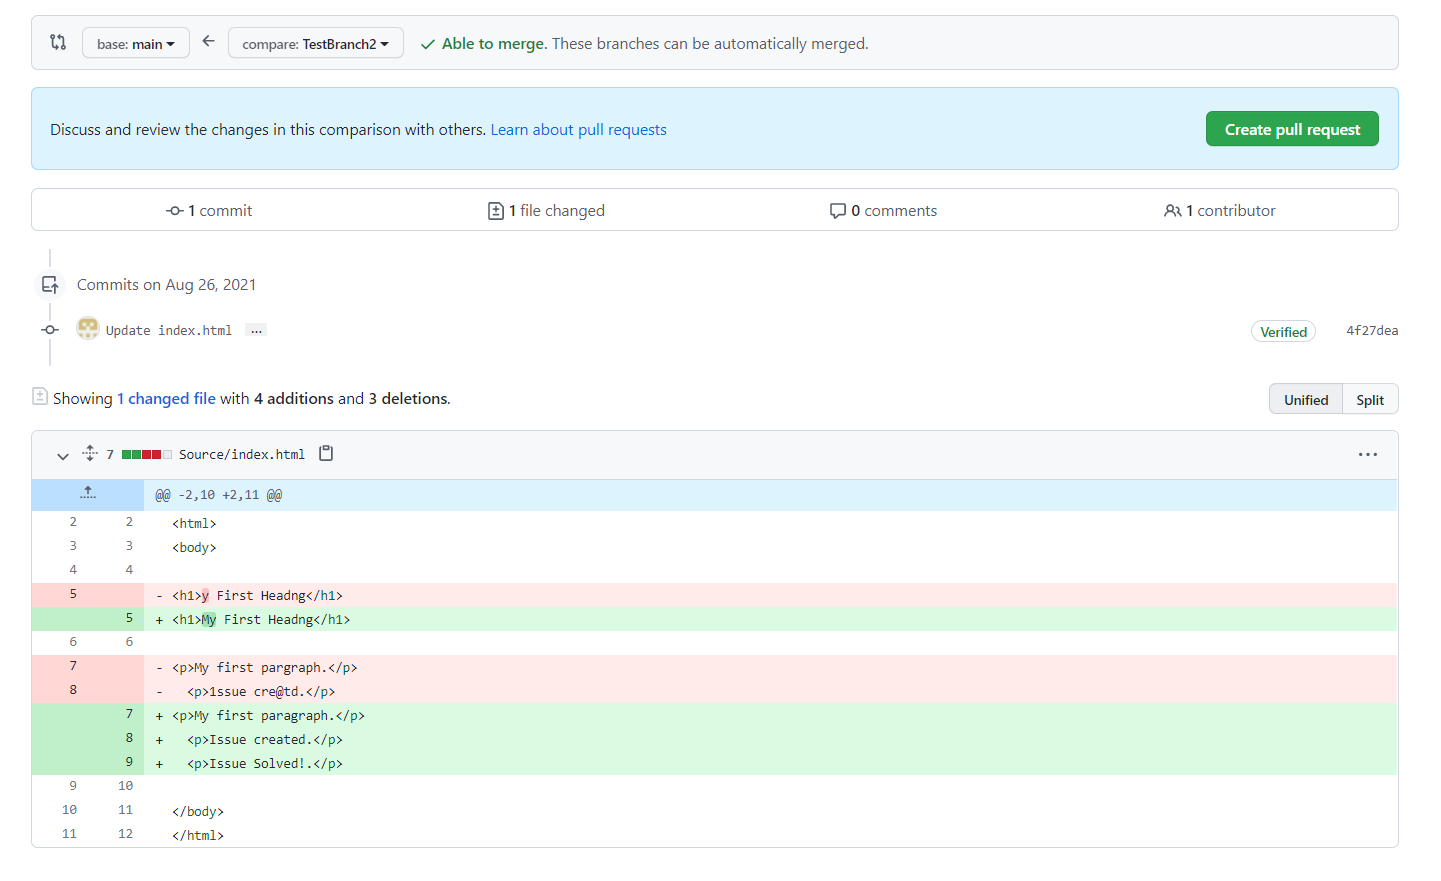 base: main compare: TestBranch2 Able to merge. These branches can be automatically merged.
Discuss and review the changes in this comparison with others. Learn about pull requests Create pull request
1 commit 1 file changed 0 comments 1 contributor
Commits on Aug 26, 2021
Update index.html ... Verified 4f27dea
Showing 1 changed file with 4 additions and 3 deletions. Unified Split
7 Source/index.html
@@ -2,10 +2,11 @@
2 2 <html>
3 3 <body>
4 4
5 - <h1>y First Headng</h1>
5 + <h1>My First Headng</h1>
6 6
7 - <p>My first pargraph.</p>
8 - <p>1ssue cre@td.</p>
7 + <p>My first paragraph.</p>
8 + <p>Issue created.</p>
9 + <p>Issue Solved!.</p>
9 10
10 11 </body>
11 12 </html>